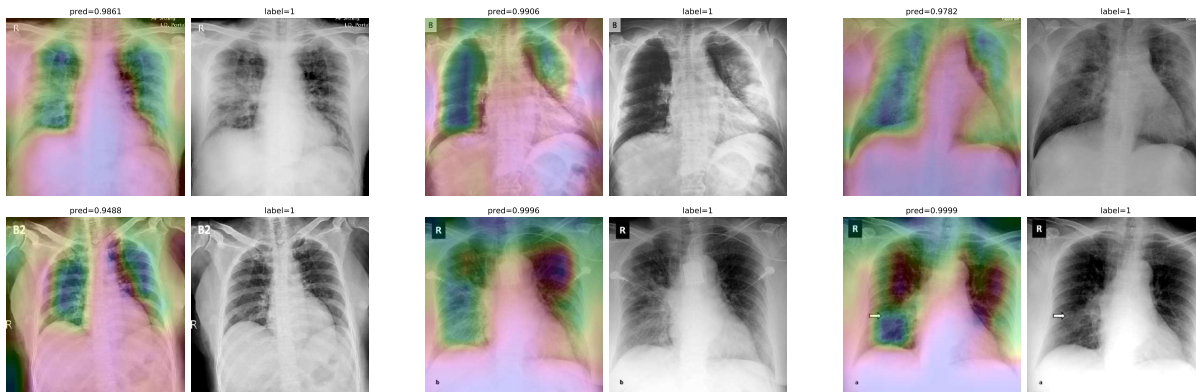 pred=0.9861
label=1
pred=0.9906
label=1
pred=0.9782
label=1
R
R
B
B
pred=0.9488
label=1
pred=0.9996
label=1
pred=0.9999
label=1
B2
B2
R
R
R
R
R
R
b
b
a
a